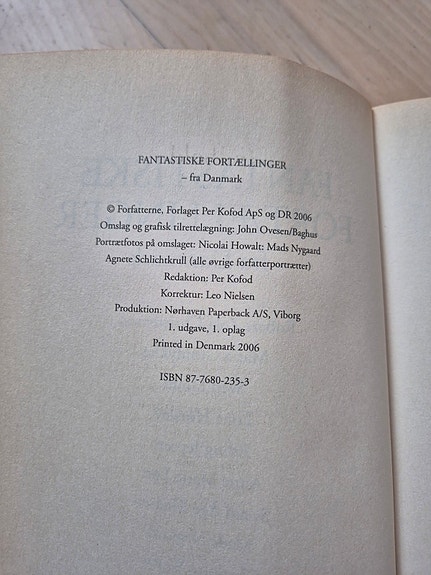 FANTASTISKE FORTÆLLINGER
– fra Danmark
© Forfatterne, Forlaget Per Kofod ApS og DR 2006
Omslag og grafisk tilrettelægning: John Ovesen/Baghus
Portrætfotos på omslaget: Nicolai Howalt: Mads Nygaard
Agnete Schlichtkrull (alle øvrige forfatterportrætter)
Redaktion: Per Kofod
Korrektur: Leo Nielsen
Produktion: Nørhaven Paperback A/S, Viborg
1. udgave, 1. oplag
Printed in Denmark 2006
ISBN 87-7680-235-3